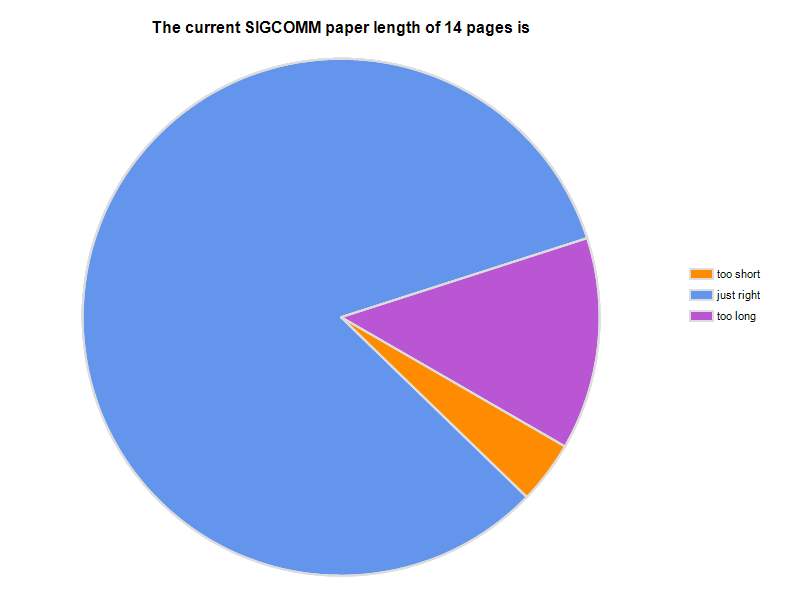 The current SIGCOMM paper length of 14 pages is
too short
just right
too long